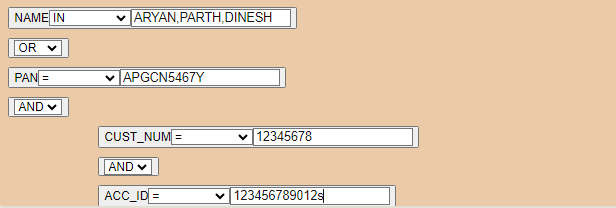 NAME IN ARYAN,PARTH,DINESH
OR
PAN = APGCN5467Y
AND
CUST_NUM = 12345678
AND
ACC_ID = 123456789012s